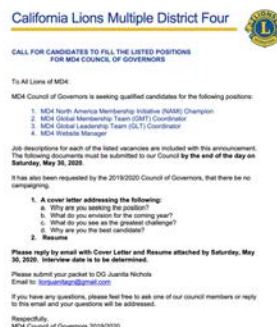 California Lions Multiple District Four
CALL FOR CANDIDATES TO FILL THE LISTED POSITIONS
FOR MD4 COUNCIL OF GOVERNORS
To All Lions of MD4:
MD4 Council of Governors is seeking qualified candidates for the following positions:
1. MD4 North America Membership Initiative (NAMI) Champion
2. MD4 Global Membership Team (GMT) Coordinator
3. MD4 Global Leadership Team (GLT) Coordinator
4. MD4 Website Manager
Job descriptions for each of the listed vacancies are included with this announcement.
The following documents must be submitted to our Council by the end of day on
Saturday, May 30, 2020.
It has also been requested by the 2019/2020 Council of Governors, that there be no
campaigning.
1. A cover letter addressing the following:
a. Why are you seeking the position?
b. What do you envision for the coming year?
c. What do you see as the greatest challenge?
d. Why are you the best candidate?
2. Resume
Please reply by email with Cover Letter and Resume attached by Saturday, May
30, 2020. Interview date is to be determined.
Please submit your packet to DG Juanita Nichols
Email to:
If you have any questions, please feel free to ask one of our council members or reply
to this email and your questions will be addressed.
Respectfully,
MD4 Council of Governors 2019/2020